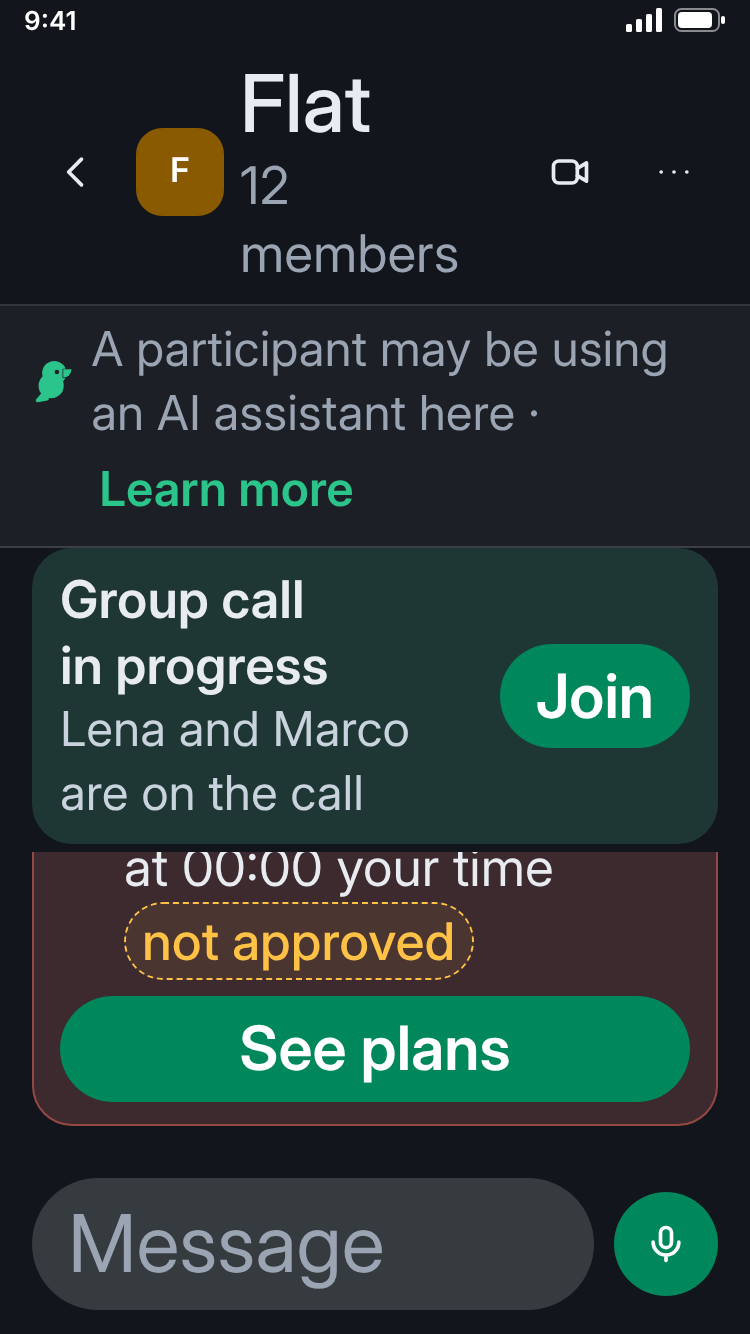 9:41
Flat
F
12
members
A participant may be using
an AI assistant here ·
Learn more
Group call
in progress
Lena and Marco
are on the call
Join
at 00:00 your time
not approved
See plans
Message